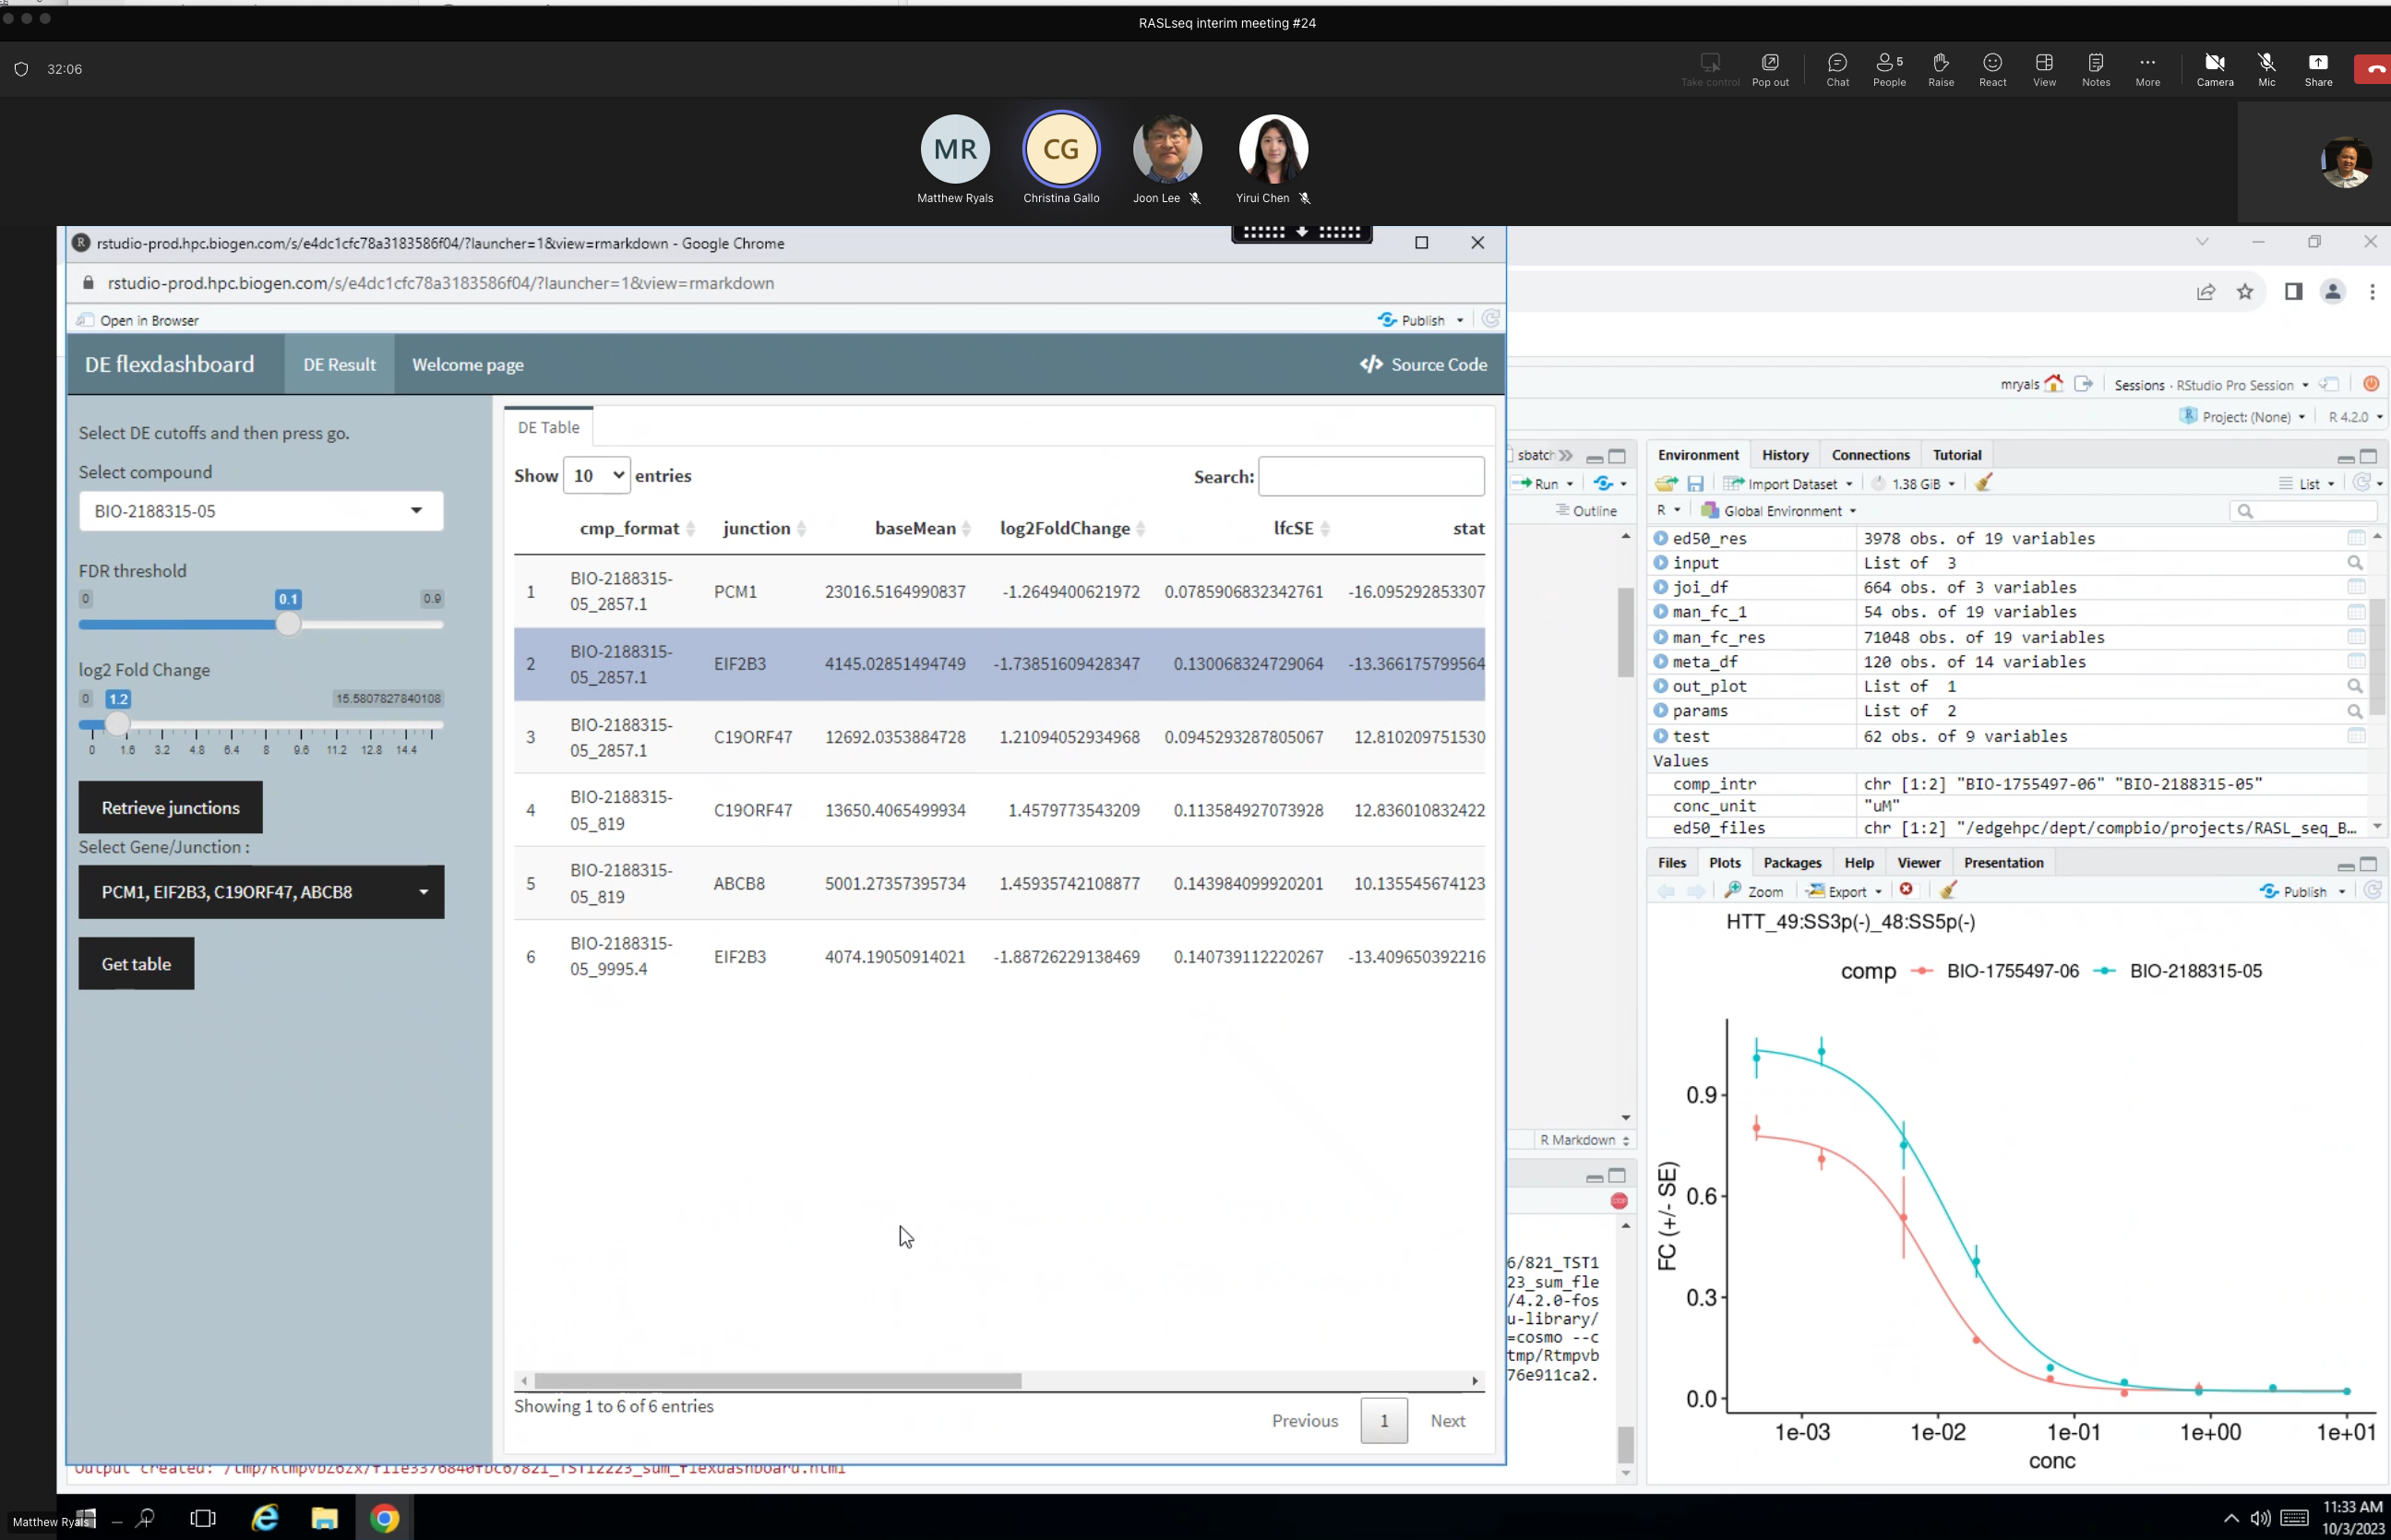 RASLseq interim meeting #24
32:06
Take control
Pop out
Chat
5
People
Raise
React
View
Notes
More
Camera
Mic
Share
MR
CG
Matthew Ryals
Christina Gallo
Joon Lee
Yirui Chen
rstudio-prod.hpc.biogen.com/s/e4dc1cfc78a3183586f04/?launcher=1&view=rmarkdown - Google Chrome
rstudio-prod.hpc.biogen.com/s/e4dc1cfc78a3183586f04/?launcher=1&view=rmarkdown
Open in Browser
Publish
DE flexdashboard
DE Result
Welcome page
Source Code
Select DE cutoffs and then press go.
Select compound
BIO-2188315-05
FDR threshold
0 0.1 0.9
log2 Fold Change
0 1.2 15.5807827840108
0 1.6 3.2 4.8 6.4 8 9.6 11.2 12.8 14.4
Retrieve junctions
Select Gene/Junction :
PCM1, EIF2B3, C19ORF47, ABCB8
Get table
DE Table
Show 10 entries
Search:
cmp_format junction baseMean log2FoldChange lfcSE stat
1 BIO-2188315-05_2857.1 PCM1 23016.5164990837 -1.2649400621972 0.0785906832342761 -16.095292853307
2 BIO-2188315-05_2857.1 EIF2B3 4145.02851494749 -1.73851609428347 0.130068324729064 -13.366175799564
3 BIO-2188315-05_2857.1 C19ORF47 12692.0353884728 1.21094052934968 0.0945293287805067 12.810209751530
4 BIO-2188315-05_819 C19ORF47 13650.4065499934 1.4579773543209 0.113584927073928 12.836010832422
5 BIO-2188315-05_819 ABCB8 5001.27357395734 1.45935742108877 0.143984099920201 10.135545674123
6 BIO-2188315-05_9995.4 EIF2B3 4074.19050914021 -1.88726229138469 0.140739112220267 -13.409650392216
Showing 1 to 6 of 6 entries
Previous 1 Next
mryals
Sessions · RStudio Pro Session
Project: (None)
R 4.2.0
sbatch
Run
Outline
R Markdown
Environment History Connections Tutorial
Import Dataset
1.38 GiB
List
R
Global Environment
ed50_res 3978 obs. of 19 variables
input List of 3
joi_df 664 obs. of 3 variables
man_fc_1 54 obs. of 19 variables
man_fc_res 71048 obs. of 19 variables
meta_df 120 obs. of 14 variables
out_plot List of 1
params List of 2
test 62 obs. of 9 variables
Values
comp_intr chr [1:2] "BIO-1755497-06" "BIO-2188315-05"
conc_unit "uM"
ed50_files chr [1:2] "/edgehpc/dept/compbio/projects/RASL_seq_B…
Files Plots Packages Help Viewer Presentation
Zoom
Export
Publish
HTT_49:SS3p(-)_48:SS5p(-)
comp BIO-1755497-06 BIO-2188315-05
FC (+/- SE)
0.9
0.6
0.3
0.0
1e-03 1e-02 1e-01 1e+00 1e+01
conc
6/821_TST1
23_sum_fle
/4.2.0-fos
u-library/
=cosmo --c
tmp/Rtmpvb
76e911ca2.
Matthew Ryals
11:33 AM
10/3/2023